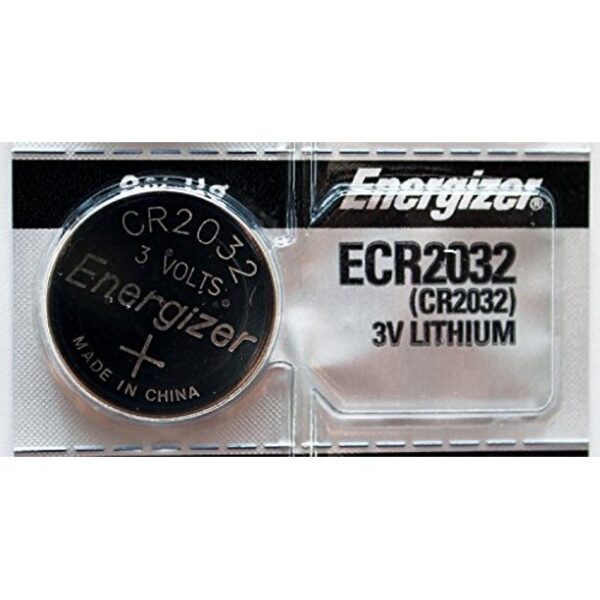 CR2032
3 VOLTS
Energizer
+
MADE IN CHINA
Energizer®
ECR2032
(CR2032)
3V LITHIUM